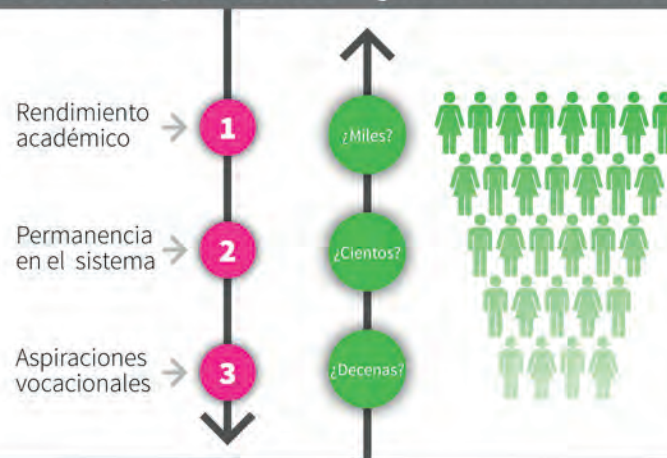 Rendimiento
académico
1
¿Miles?
Permanencia
en el sistema
2
¿Cientos?
Aspiraciones
vocacionales
3
¿Decenas?